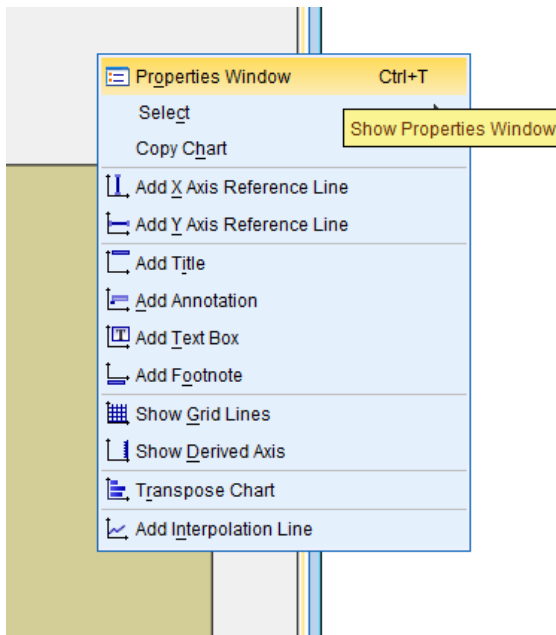 Properties Window Ctrl+T
Select
Show Properties Window
Copy Chart
Add X Axis Reference Line
Add Y Axis Reference Line
Add Title
Add Annotation
Add Text Box
Add Footnote
Show Grid Lines
Show Derived Axis
Transpose Chart
Add Interpolation Line